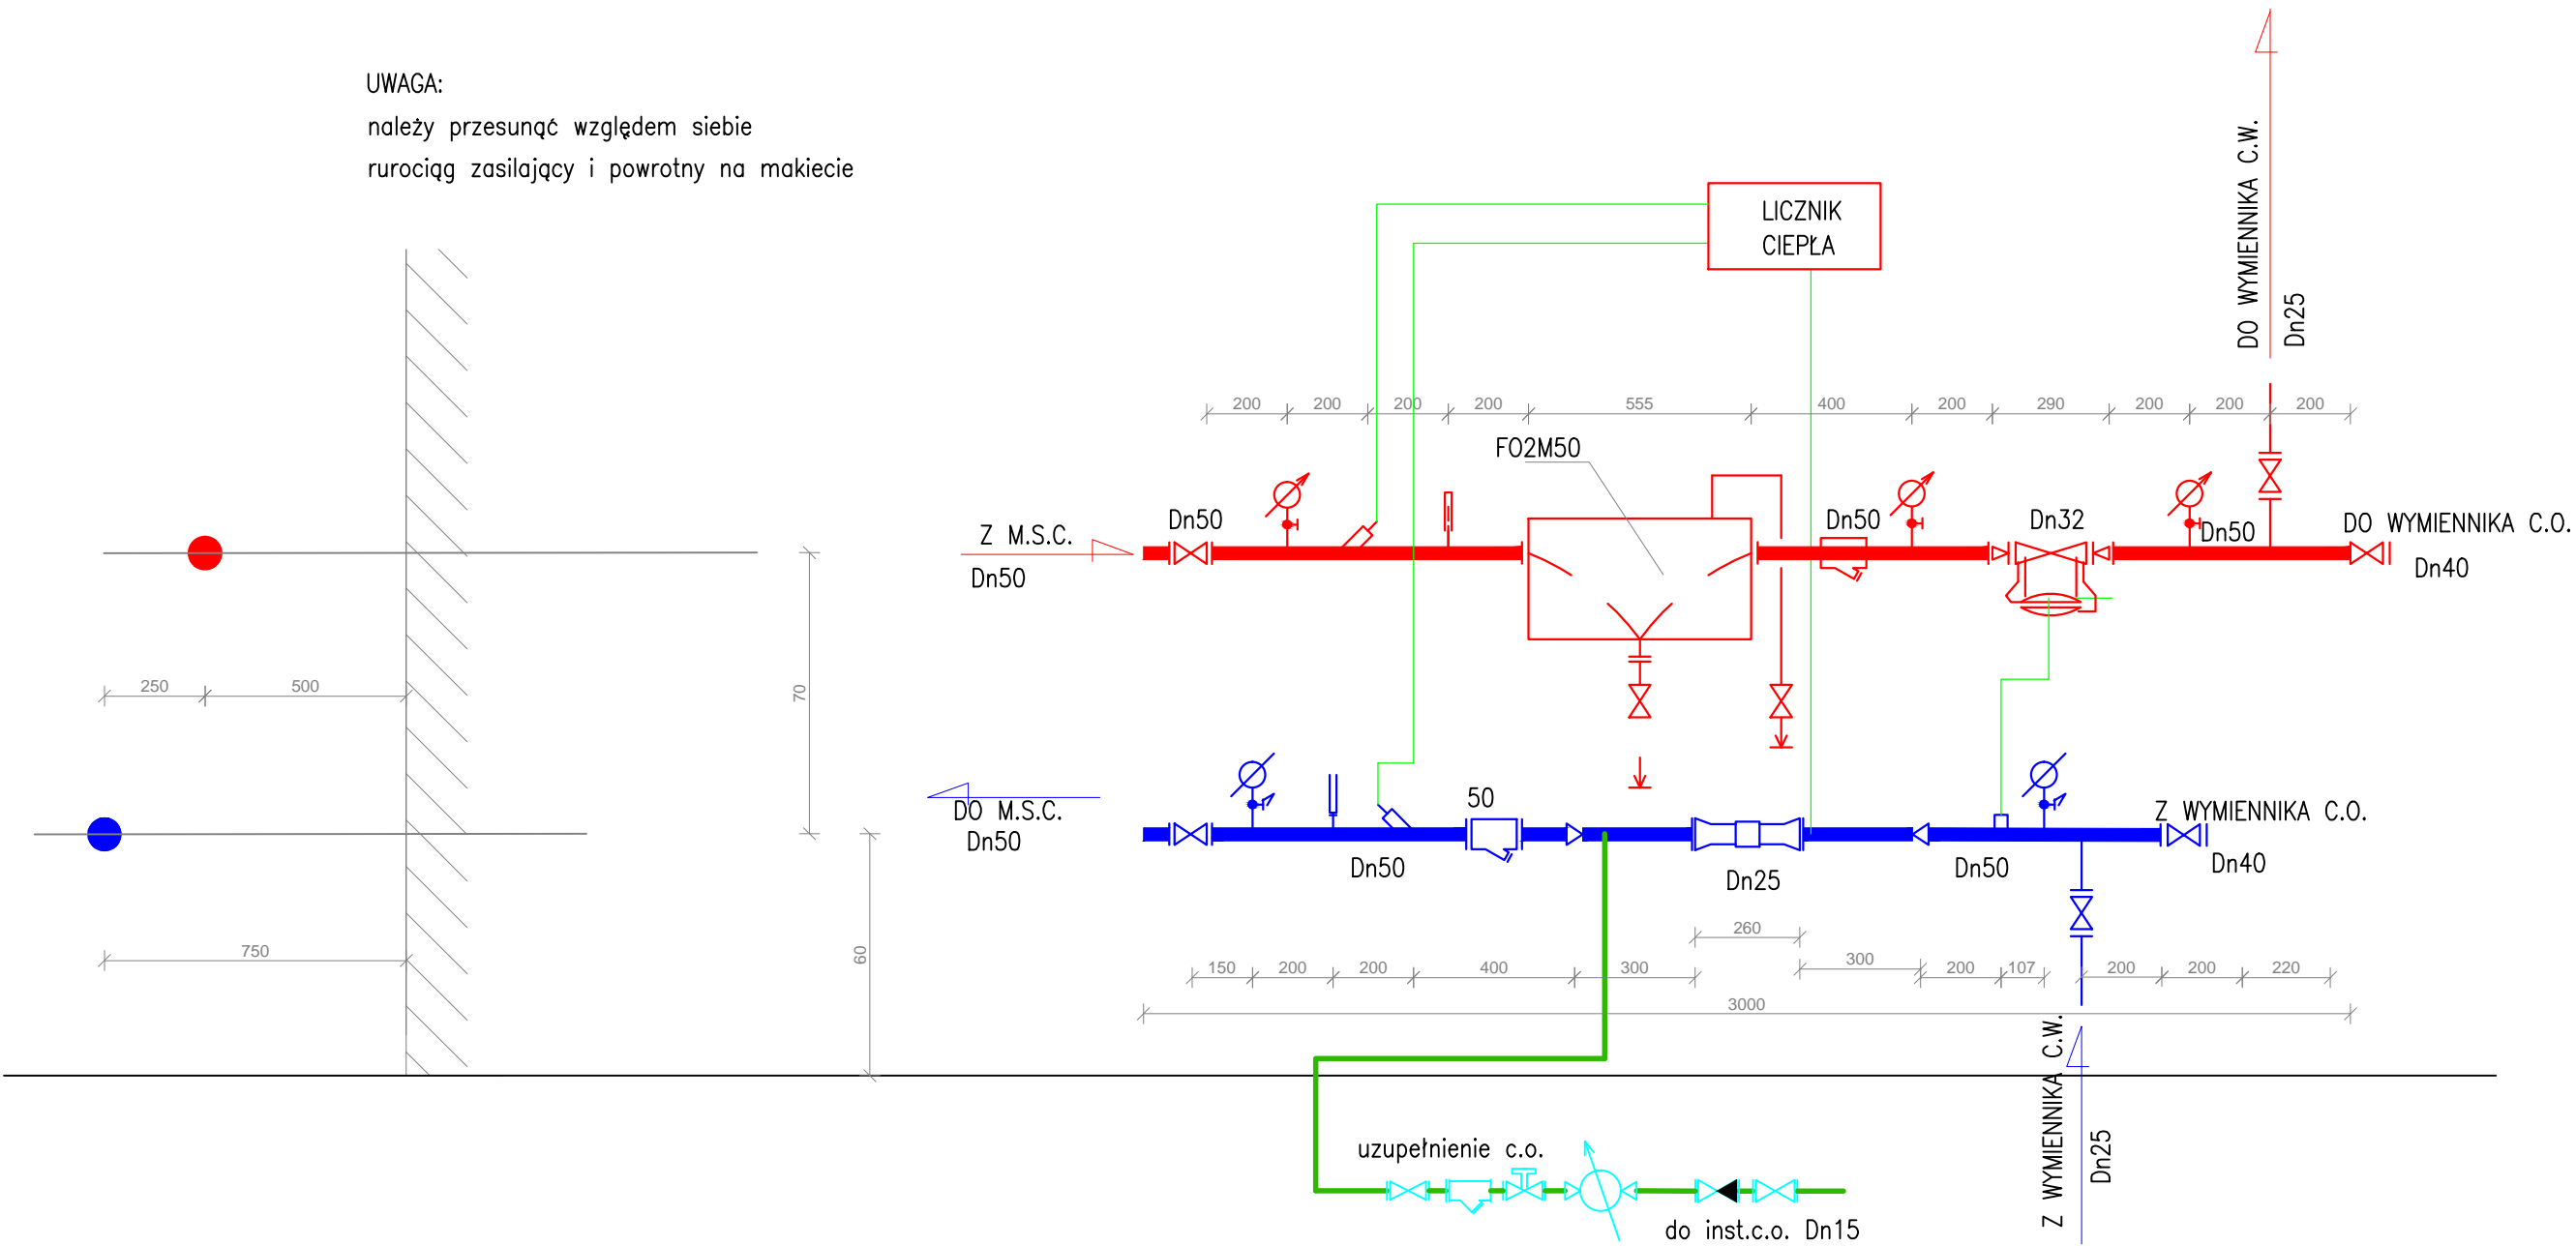 UWAGA:
należy przesunąć względem siebie
rurociąg zasilający i powrotny na makiecie
LICZNIK
CIEPŁA
DO WYMIENNIKA C.W.
Dn25
200 200 200 200 555 400 200 290 200 200 200
FO2M50
Z M.S.C.
Dn50
Dn50
Dn50
Dn32
Dn50
DO WYMIENNIKA C.O.
Dn40
250 500
70
DO M.S.C.
Dn50
50
Dn50
Dn25
Dn50
Z WYMIENNIKA C.O.
Dn40
750
60
260
150 200 200 400 300 300 200 107 200 200 220
3000
Z WYMIENNIKA C.W.
Dn25
uzupełnienie c.o.
do inst.c.o. Dn15